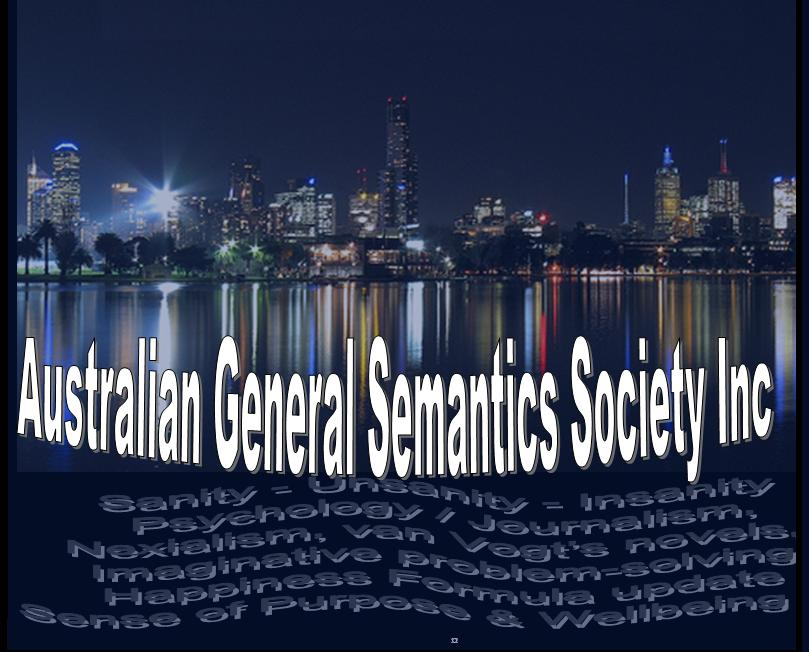 Australian General Semantics Society Inc
Sanity - Unsanity - Insanity
Psychology / Journalism,
Nexialism, van Vogt's novels.
Imaginative problem-solving
Happiness Formula update
Sense of Purpose & Wellbeing
¤